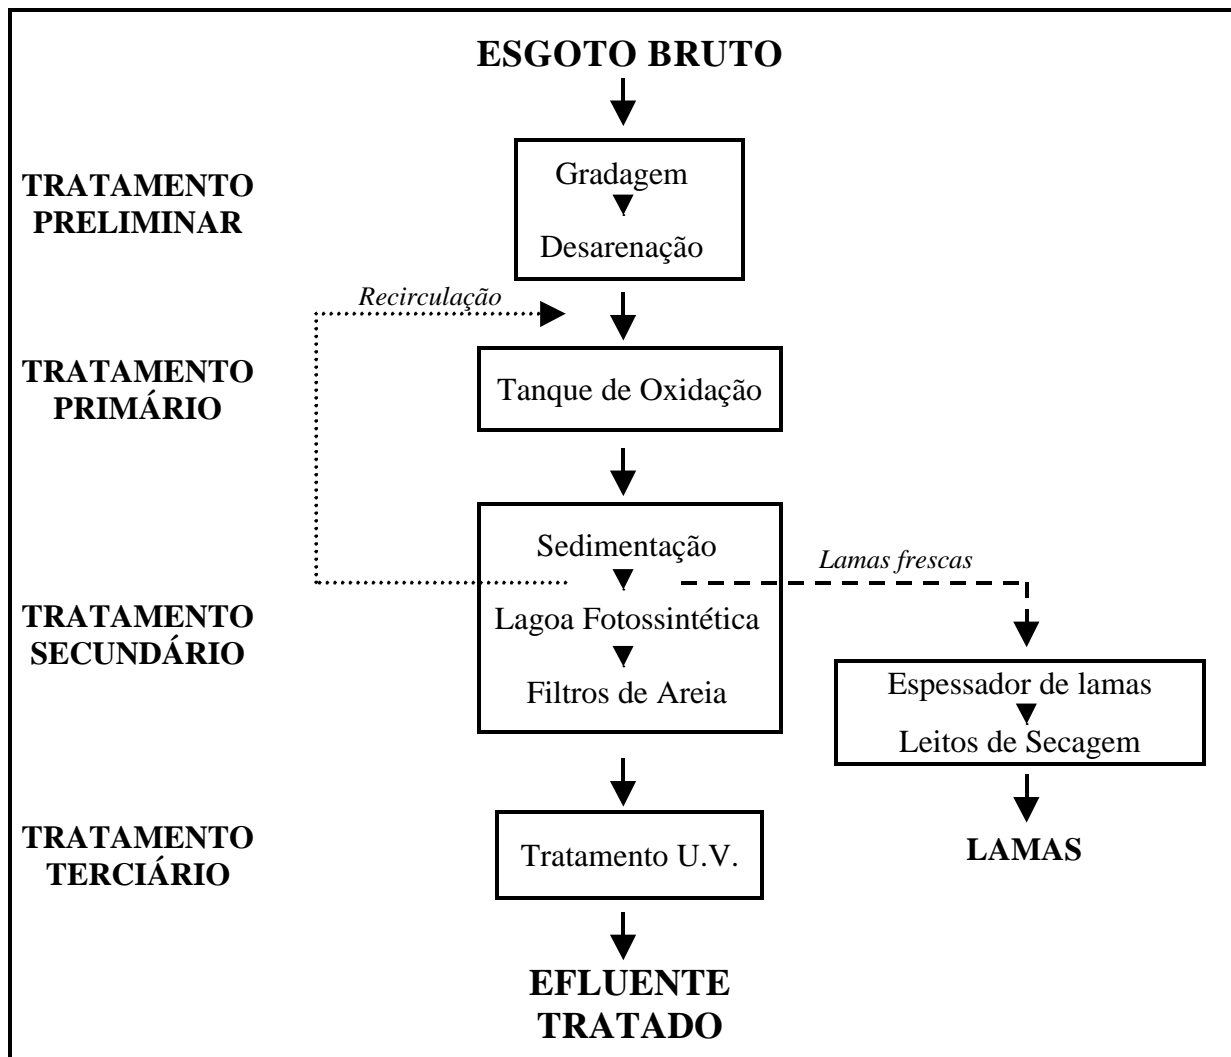 ESGOTO BRUTO
TRATAMENTO
PRELIMINAR
Gradagem
Desarenação
Recirculação
TRATAMENTO
PRIMÁRIO
Tanque de Oxidação
TRATAMENTO
SECUNDÁRIO
Sedimentação
Lagoa Fotossintética
Filtros de Areia
Lamas frescas
Espessador de lamas
Leitos de Secagem
LAMAS
TRATAMENTO
TERCIÁRIO
Tratamento U.V.
EFLUENTE
TRATADO